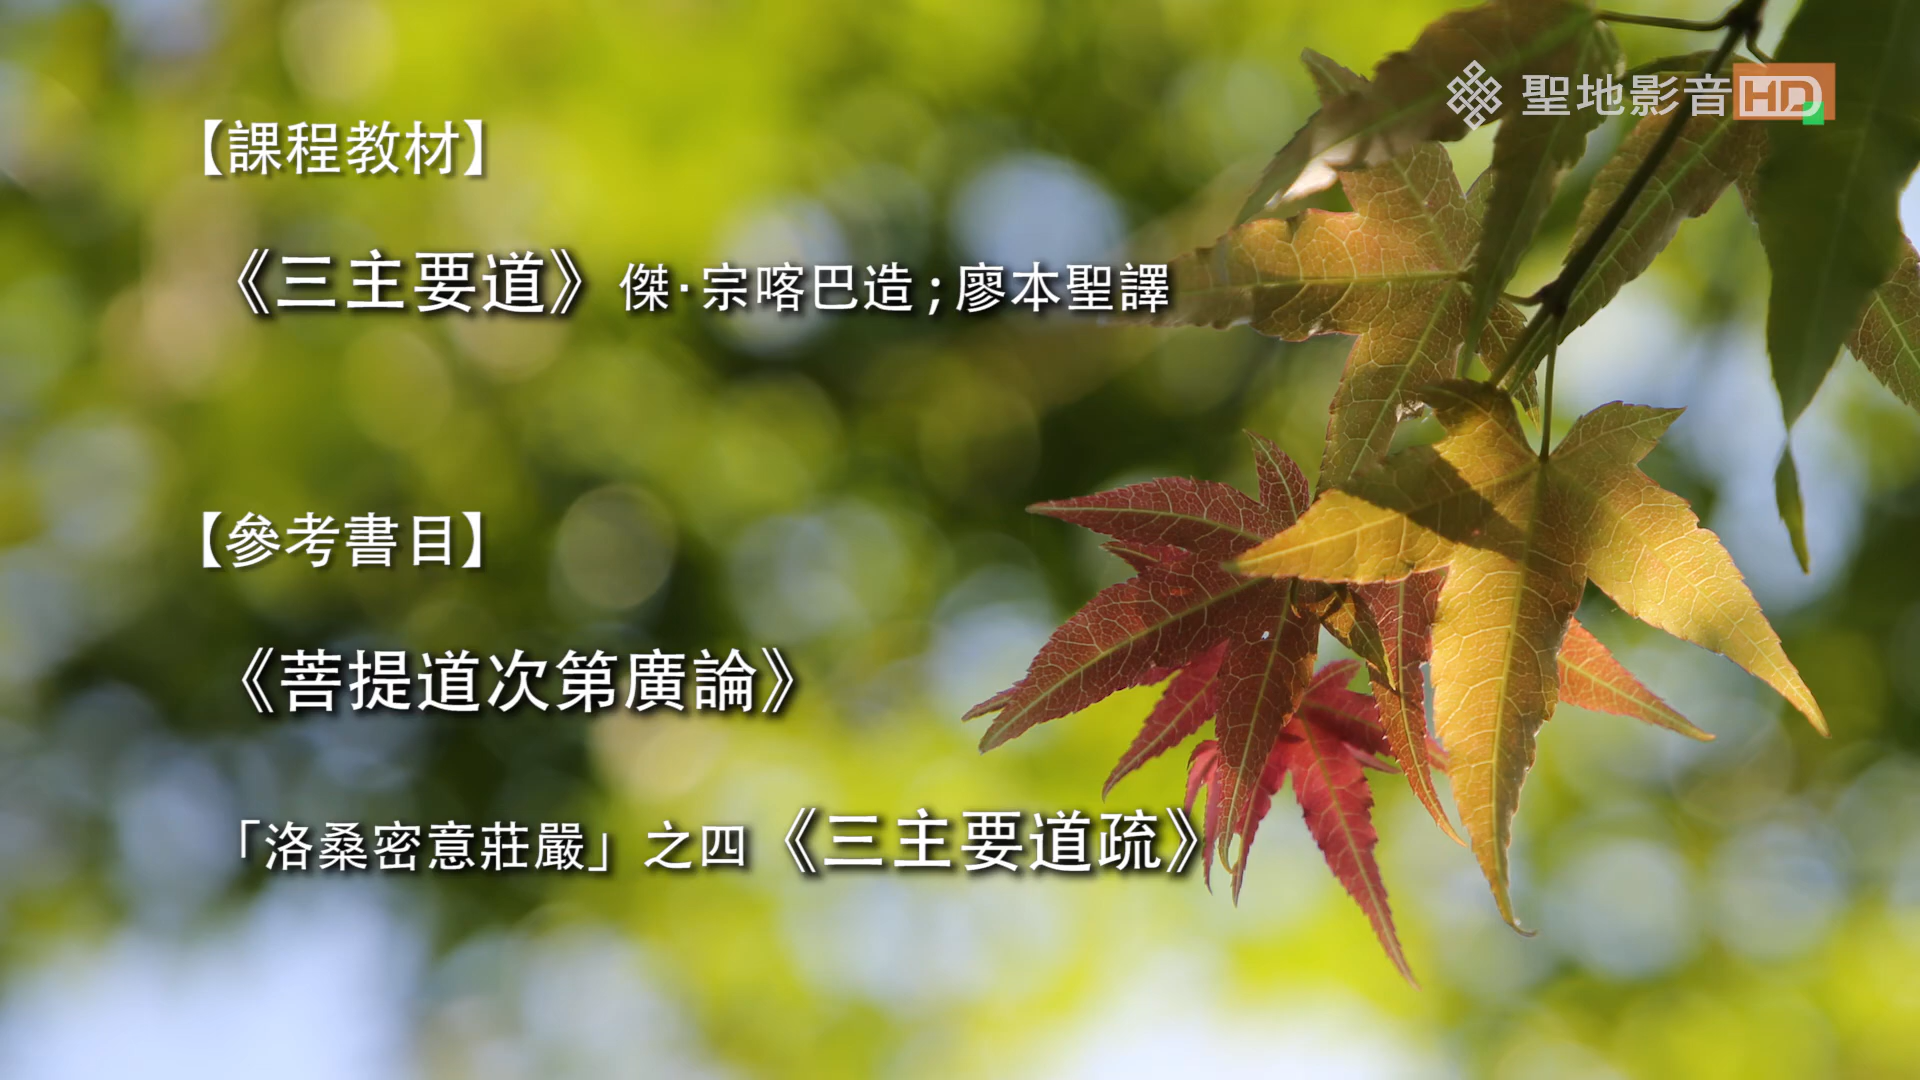 聖地影音HD
【課程教材】
《三主要道》傑·宗喀巴造;廖本聖譯
【參考書目】
《菩提道次第廣論》
「洛桑密意莊嚴」之四《三主要道疏》